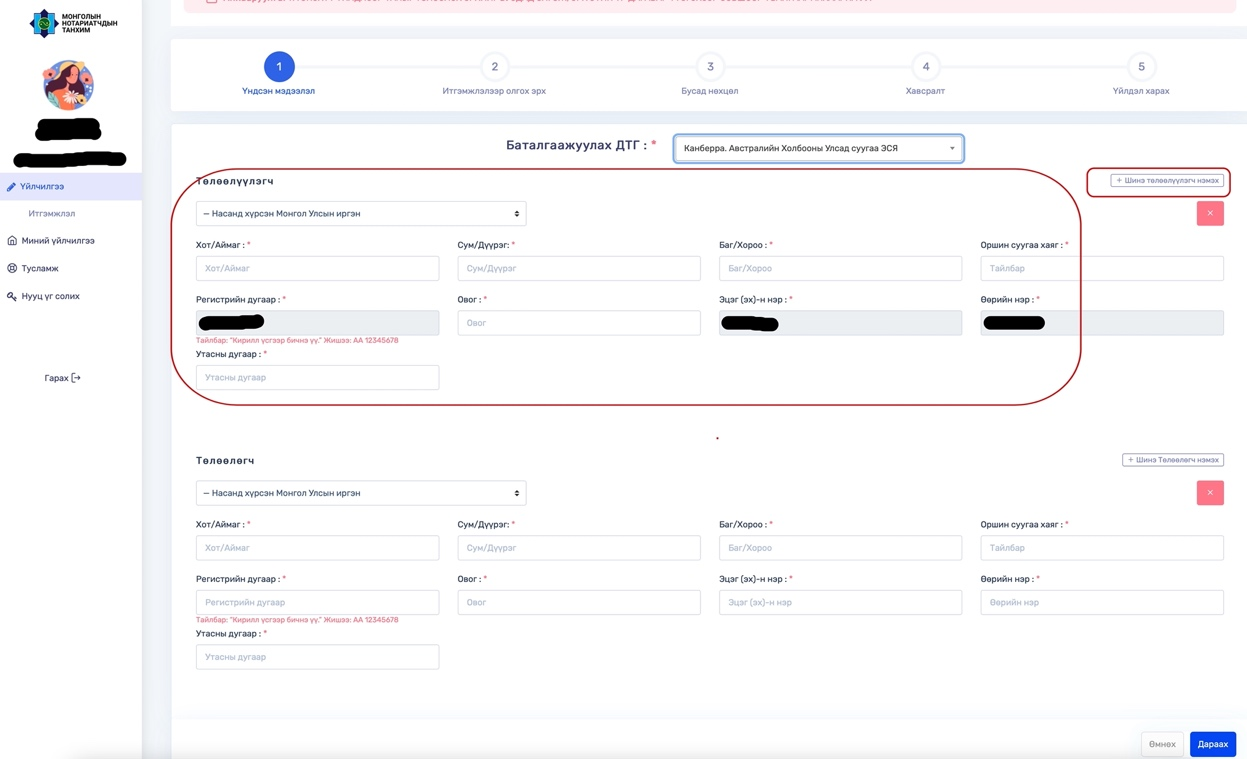 МОНГОЛЫН
НОТАРИАТЧДЫН
ТАНХИМ
Үйлчилгээ
Итгэмжлэл
Миний үйлчилгээ
Тусламж
Нууц үг солих
Гарах
1 2 3 4 5
Үндсэн мэдээлэл Итгэмжлэлээр олгох эрх Бусад нөхцөл Хавсралт Үйлдэл харах
Баталгаажуулах ДТГ : * Канберра. Австралийн Холбооны Улсад суугаа ЭСЯ
Төлөөлүүлэгч + Шинэ төлөөлүүлэгч нэмэх
— Насанд хүрсэн Монгол Улсын иргэн ×
Хот/Аймаг : * Сум/Дүүрэг: * Баг/Хороо : * Оршин суугаа хаяг : *
Хот/Аймаг Сум/Дүүрэг Баг/Хороо Тайлбар
Регистрийн дугаар : * Овог : * Эцэг (эх)-н нэр : * Өөрийн нэр : *
Овог
Тайлбар: "Кирилл үсгээр бичнэ үү." Жишээ: АА 12345678
Утасны дугаар : *
Утасны дугаар
Төлөөлөгч + Шинэ Төлөөлөгч нэмэх
— Насанд хүрсэн Монгол Улсын иргэн ×
Хот/Аймаг : * Сум/Дүүрэг: * Баг/Хороо : * Оршин суугаа хаяг : *
Хот/Аймаг Сум/Дүүрэг Баг/Хороо Тайлбар
Регистрийн дугаар : * Овог : * Эцэг (эх)-н нэр : * Өөрийн нэр : *
Регистрийн дугаар Овог Эцэг (эх)-н нэр Өөрийн нэр
Тайлбар: "Кирилл үсгээр бичнэ үү." Жишээ: АА 12345678
Утасны дугаар : *
Утасны дугаар
Өмнөх Дараах